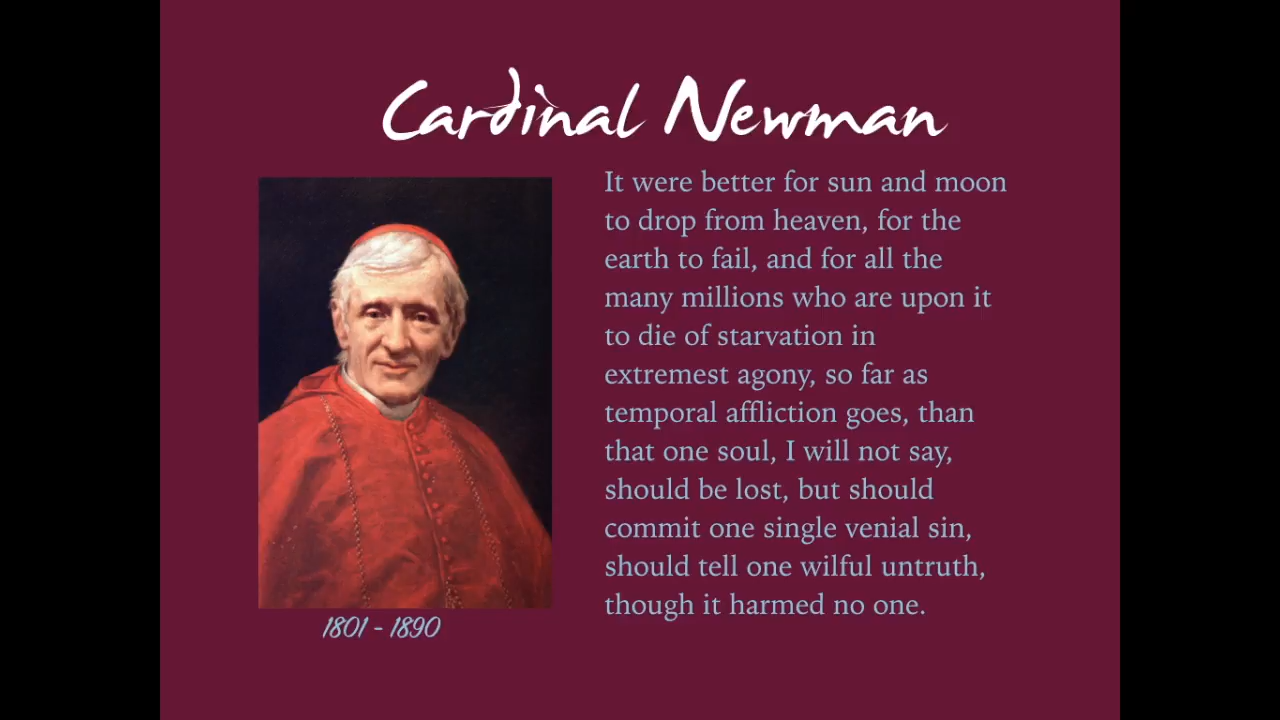 Cardinal Newman
It were better for sun and moon
to drop from heaven, for the
earth to fail, and for all the
many millions who are upon it
to die of starvation in
extremest agony, so far as
temporal affliction goes, than
that one soul, I will not say,
should be lost, but should
commit one single venial sin,
should tell one wilful untruth,
though it harmed no one.
1801 - 1890